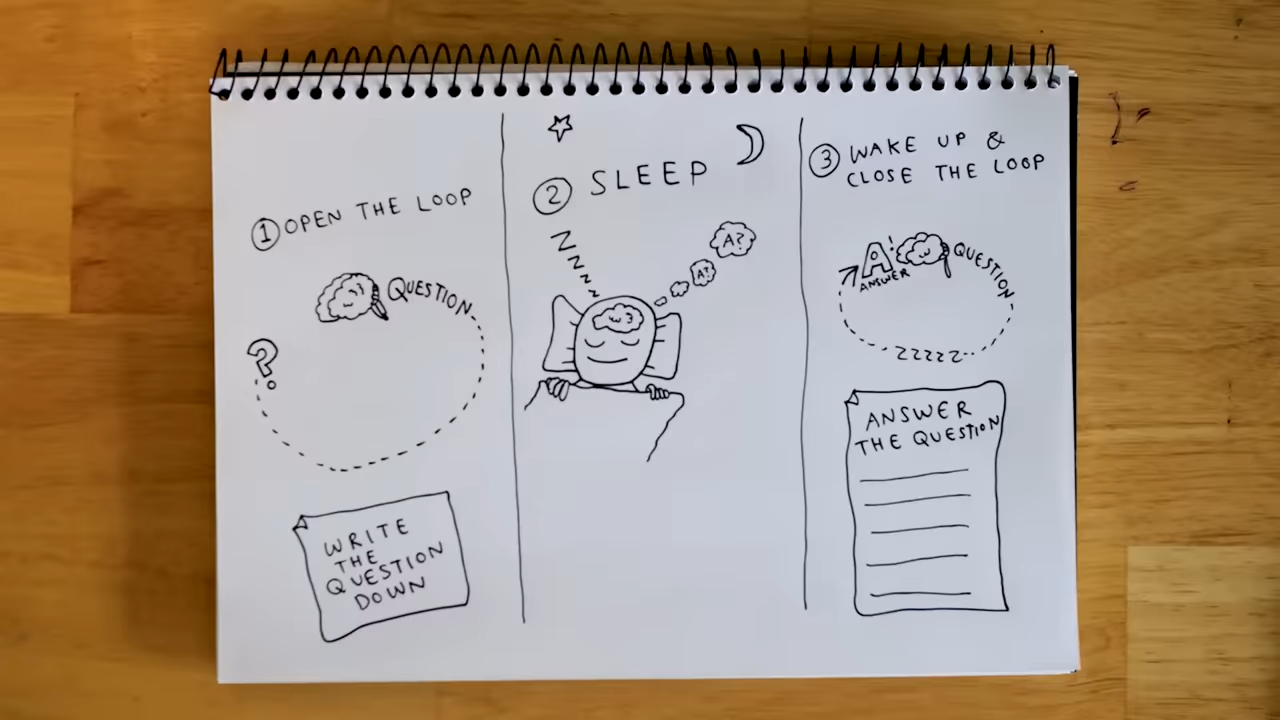 ① OPEN THE LOOP
QUESTION
?
WRITE
THE
QUESTION
DOWN
② SLEEP
ZZZZZ
A?
A?
③ WAKE UP &
CLOSE THE LOOP
A!
ANSWER
QUESTION
ZZZZZ
ANSWER
THE QUESTION